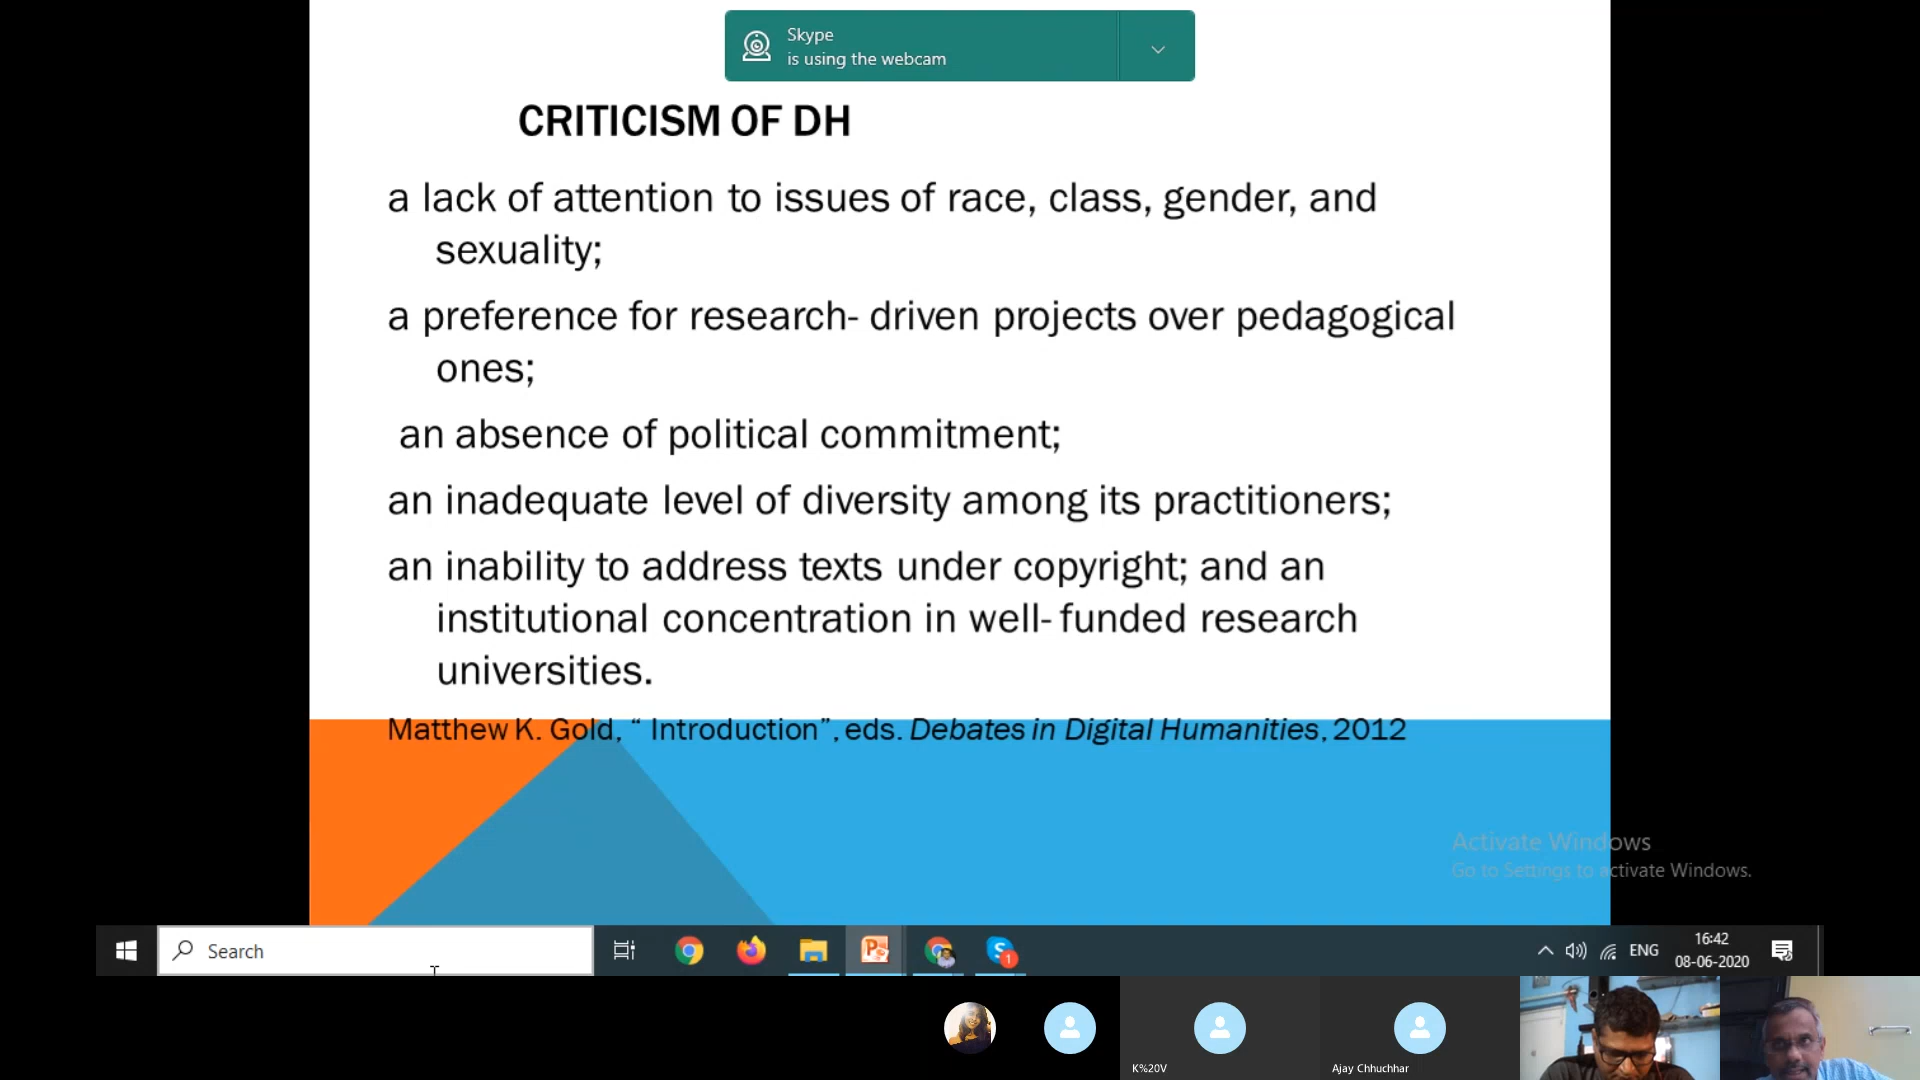 Skype
is using the webcam
CRITICISM OF DH
a lack of attention to issues of race, class, gender, and
sexuality;
a preference for research- driven projects over pedagogical
ones;
an absence of political commitment;
an inadequate level of diversity among its practitioners;
an inability to address texts under copyright; and an
institutional concentration in well- funded research
universities.
Matthew K. Gold, “ Introduction”, eds. Debates in Digital Humanities, 2012
Activate Windows
Go to Settings to activate Windows.
Search
1
ENG
16:42
08-06-2020
K%20V
Ajay Chhuchhar